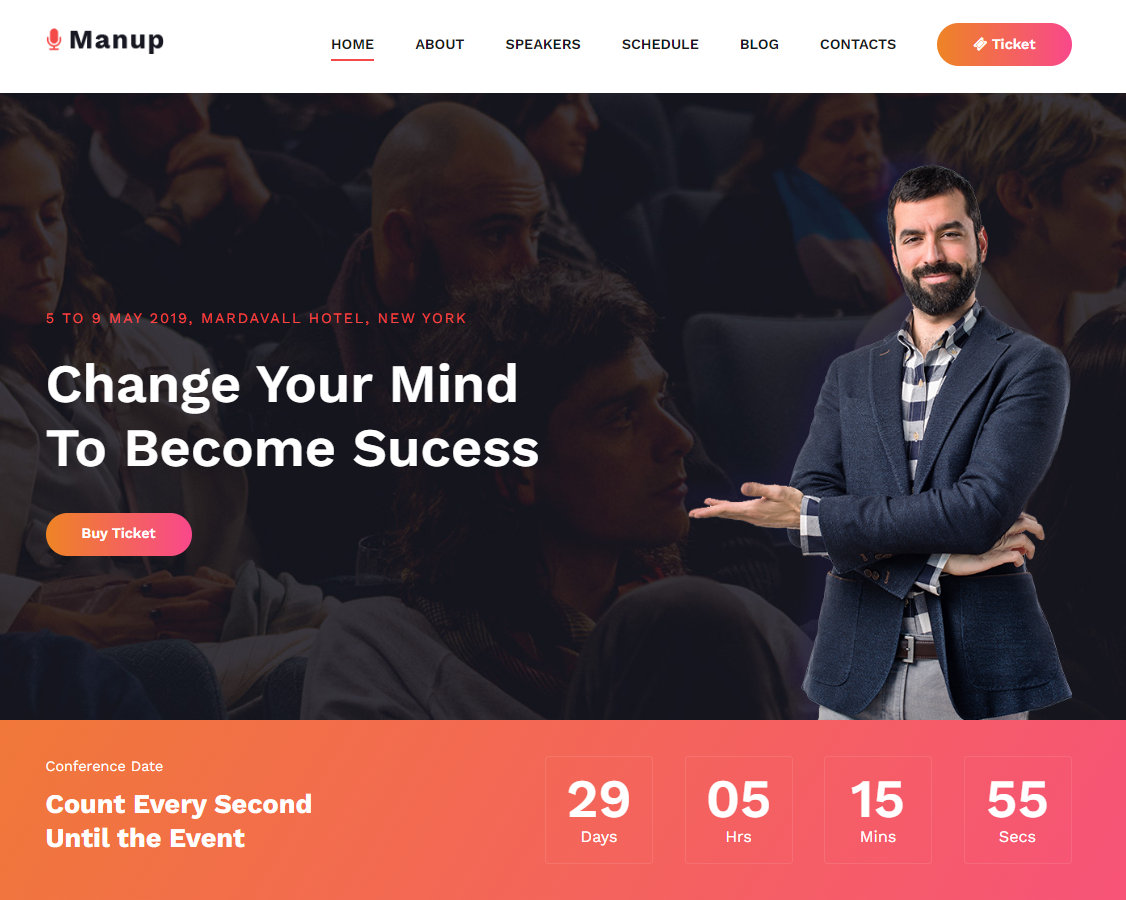 Manup
HOME ABOUT SPEAKERS SCHEDULE BLOG CONTACTS Ticket
5 TO 9 MAY 2019, MARDAVALL HOTEL, NEW YORK
Change Your Mind
To Become Sucess
Buy Ticket
Conference Date
Count Every Second
Until the Event
29 Days
05 Hrs
15 Mins
55 Secs